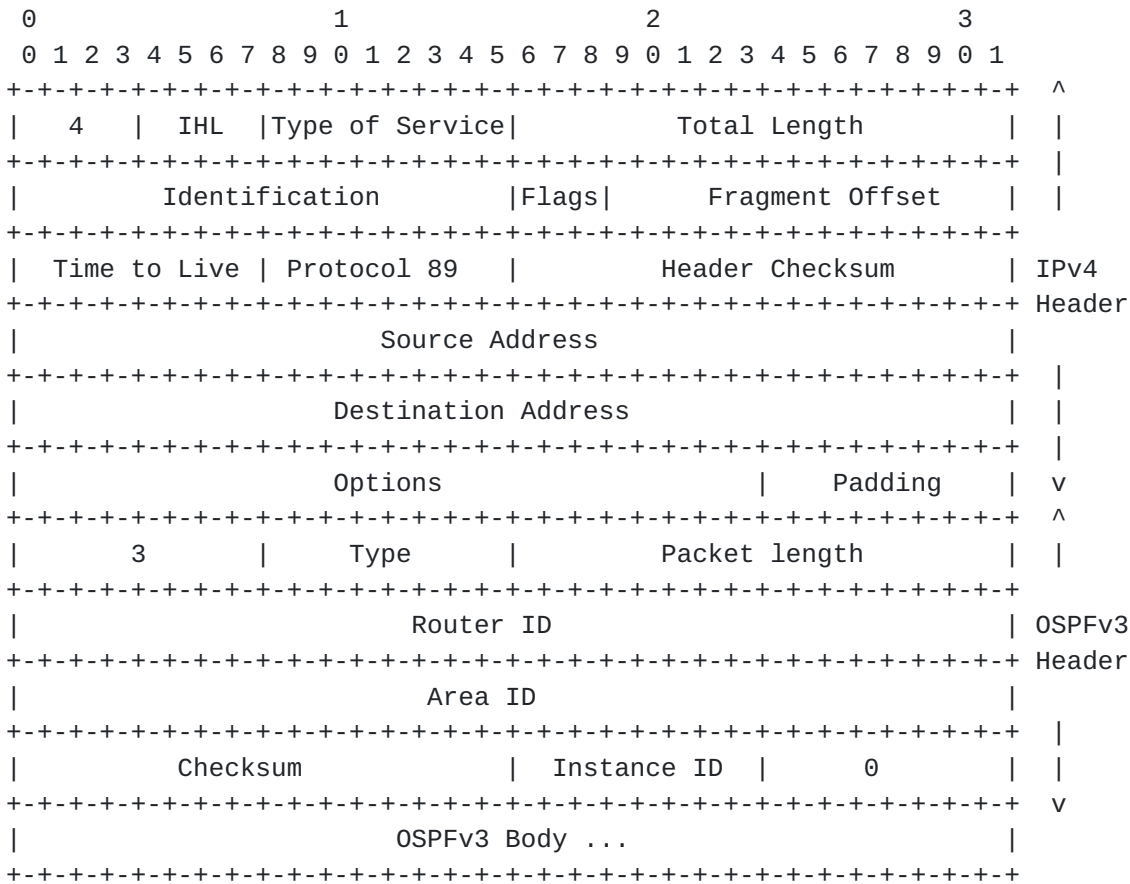 0                   1                   2                   3
 0 1 2 3 4 5 6 7 8 9 0 1 2 3 4 5 6 7 8 9 0 1 2 3 4 5 6 7 8 9 0 1
+-+-+-+-+-+-+-+-+-+-+-+-+-+-+-+-+-+-+-+-+-+-+-+-+-+-+-+-+-+-+-+-+  ^
|   4   |  IHL  |Type of Service|          Total Length         |  |
+-+-+-+-+-+-+-+-+-+-+-+-+-+-+-+-+-+-+-+-+-+-+-+-+-+-+-+-+-+-+-+-+  |
|         Identification        |Flags|      Fragment Offset    |  |
+-+-+-+-+-+-+-+-+-+-+-+-+-+-+-+-+-+-+-+-+-+-+-+-+-+-+-+-+-+-+-+-+
|  Time to Live | Protocol 89   |         Header Checksum       | IPv4
+-+-+-+-+-+-+-+-+-+-+-+-+-+-+-+-+-+-+-+-+-+-+-+-+-+-+-+-+-+-+-+-+ Header
|                       Source Address                          |
+-+-+-+-+-+-+-+-+-+-+-+-+-+-+-+-+-+-+-+-+-+-+-+-+-+-+-+-+-+-+-+-+  |
|                    Destination Address                        |  |
+-+-+-+-+-+-+-+-+-+-+-+-+-+-+-+-+-+-+-+-+-+-+-+-+-+-+-+-+-+-+-+-+  |
|                    Options                    |    Padding    |  v
+-+-+-+-+-+-+-+-+-+-+-+-+-+-+-+-+-+-+-+-+-+-+-+-+-+-+-+-+-+-+-+-+  ^
|       3       |     Type      |         Packet length         |  |
+-+-+-+-+-+-+-+-+-+-+-+-+-+-+-+-+-+-+-+-+-+-+-+-+-+-+-+-+-+-+-+-+
|                         Router ID                             | OSPFv3
+-+-+-+-+-+-+-+-+-+-+-+-+-+-+-+-+-+-+-+-+-+-+-+-+-+-+-+-+-+-+-+-+ Header
|                          Area ID                              |
+-+-+-+-+-+-+-+-+-+-+-+-+-+-+-+-+-+-+-+-+-+-+-+-+-+-+-+-+-+-+-+-+  |
|          Checksum             |  Instance ID  |      0        |  |
+-+-+-+-+-+-+-+-+-+-+-+-+-+-+-+-+-+-+-+-+-+-+-+-+-+-+-+-+-+-+-+-+  v
|                        OSPFv3 Body ...                        |
+-+-+-+-+-+-+-+-+-+-+-+-+-+-+-+-+-+-+-+-+-+-+-+-+-+-+-+-+-+-+-+-+